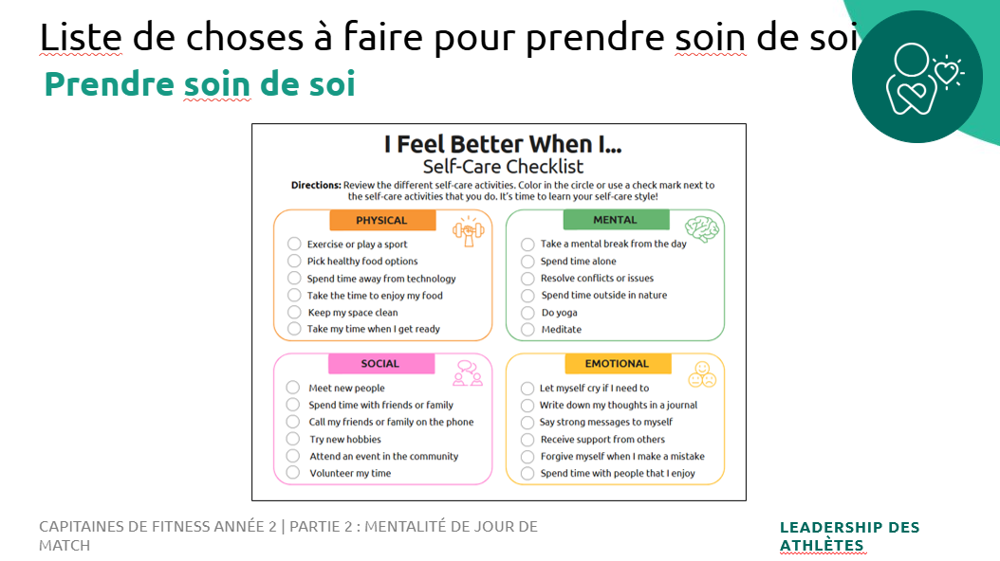 Liste de choses à faire pour prendre soin de soi
Prendre soin de soi
I Feel Better When I...
Self-Care Checklist
Directions: Review the different self-care activities. Color in the circle or use a check mark next to
the self-care activities that you do. It's time to learn your self-care style!
PHYSICAL
Exercise or play a sport
Pick healthy food options
Spend time away from technology
Take the time to enjoy my food
Keep my space clean
Take my time when I get ready
MENTAL
Take a mental break from the day
Spend time alone
Resolve conflicts or issues
Spend time outside in nature
Do yoga
Meditate
SOCIAL
Meet new people
Spend time with friends or family
Call my friends or family on the phone
Try new hobbies
Attend an event in the community
Volunteer my time
EMOTIONAL
Let myself cry if I need to
Write down my thoughts in a journal
Say strong messages to myself
Receive support from others
Forgive myself when I make a mistake
Spend time with people that I enjoy
CAPITAINES DE FITNESS ANNÉE 2 | PARTIE 2 : MENTALITÉ DE JOUR DE
MATCH
LEADERSHIP DES
ATHLÈTES